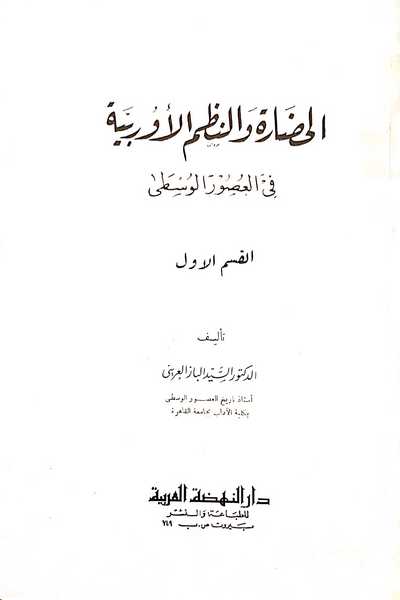 الحضارة والنظم الأوربية
في العصور الوسطى
القسم الاول
تأليف
الدكتور السيد الباز العريني
أستاذ تاريخ العصور الوسطى
بكلية الآداب بجامعة القاهرة
دار النهضة العربية
للطباعة والنشر
بيروت ص.ب ٧٤٩